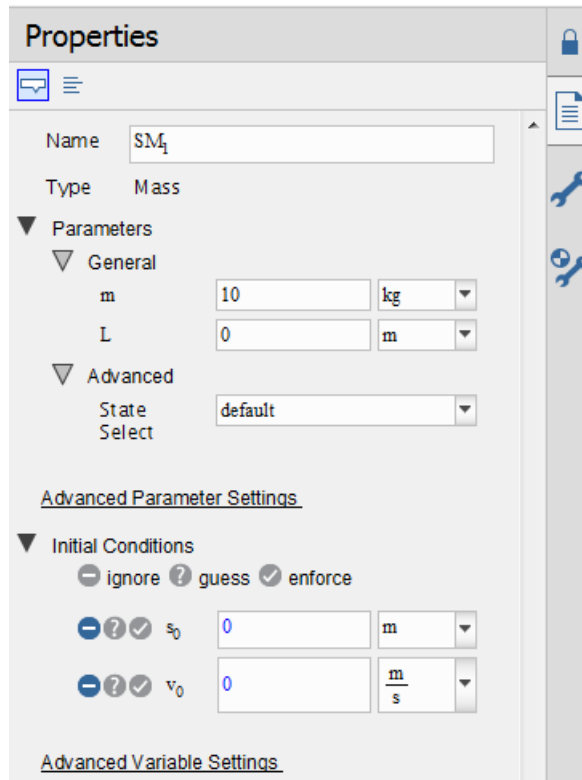 Properties
Name SM1
Type Mass
Parameters
General
m 10 kg
L 0 m
Advanced
State Select default
Advanced Parameter Settings
Initial Conditions
ignore ? guess enforce
? s0 0 m
? v0 0 m/s
Advanced Variable Settings